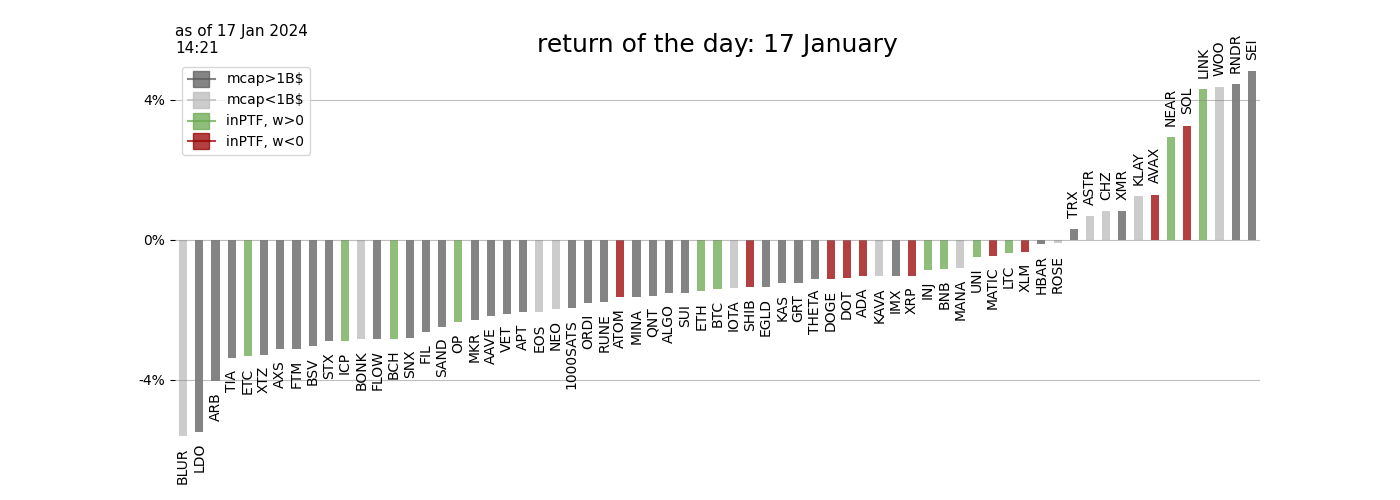 as of 17 Jan 2024
14:21
return of the day: 17 January
mcap>1B$
mcap<1B$
inPTF, w>0
inPTF, w<0
4%
0%
-4%
BLUR
LDO
ARB
TIA
ETC
XTZ
AXS
FTM
BSV
STX
ICP
BONK
FLOW
BCH
SNX
FIL
SAND
OP
MKR
AAVE
VET
APT
EOS
NEO
1000SATS
ORDI
RUNE
ATOM
MINA
QNT
ALGO
SUI
ETH
BTC
IOTA
SHIB
EGLD
KAS
GRT
THETA
DOGE
DOT
ADA
KAVA
IMX
XRP
INJ
BNB
MANA
UNI
MATIC
LTC
XLM
HBAR
ROSE
TRX
ASTR
CHZ
XMR
KLAY
AVAX
NEAR
SOL
LINK
WOO
RNDR
SEI